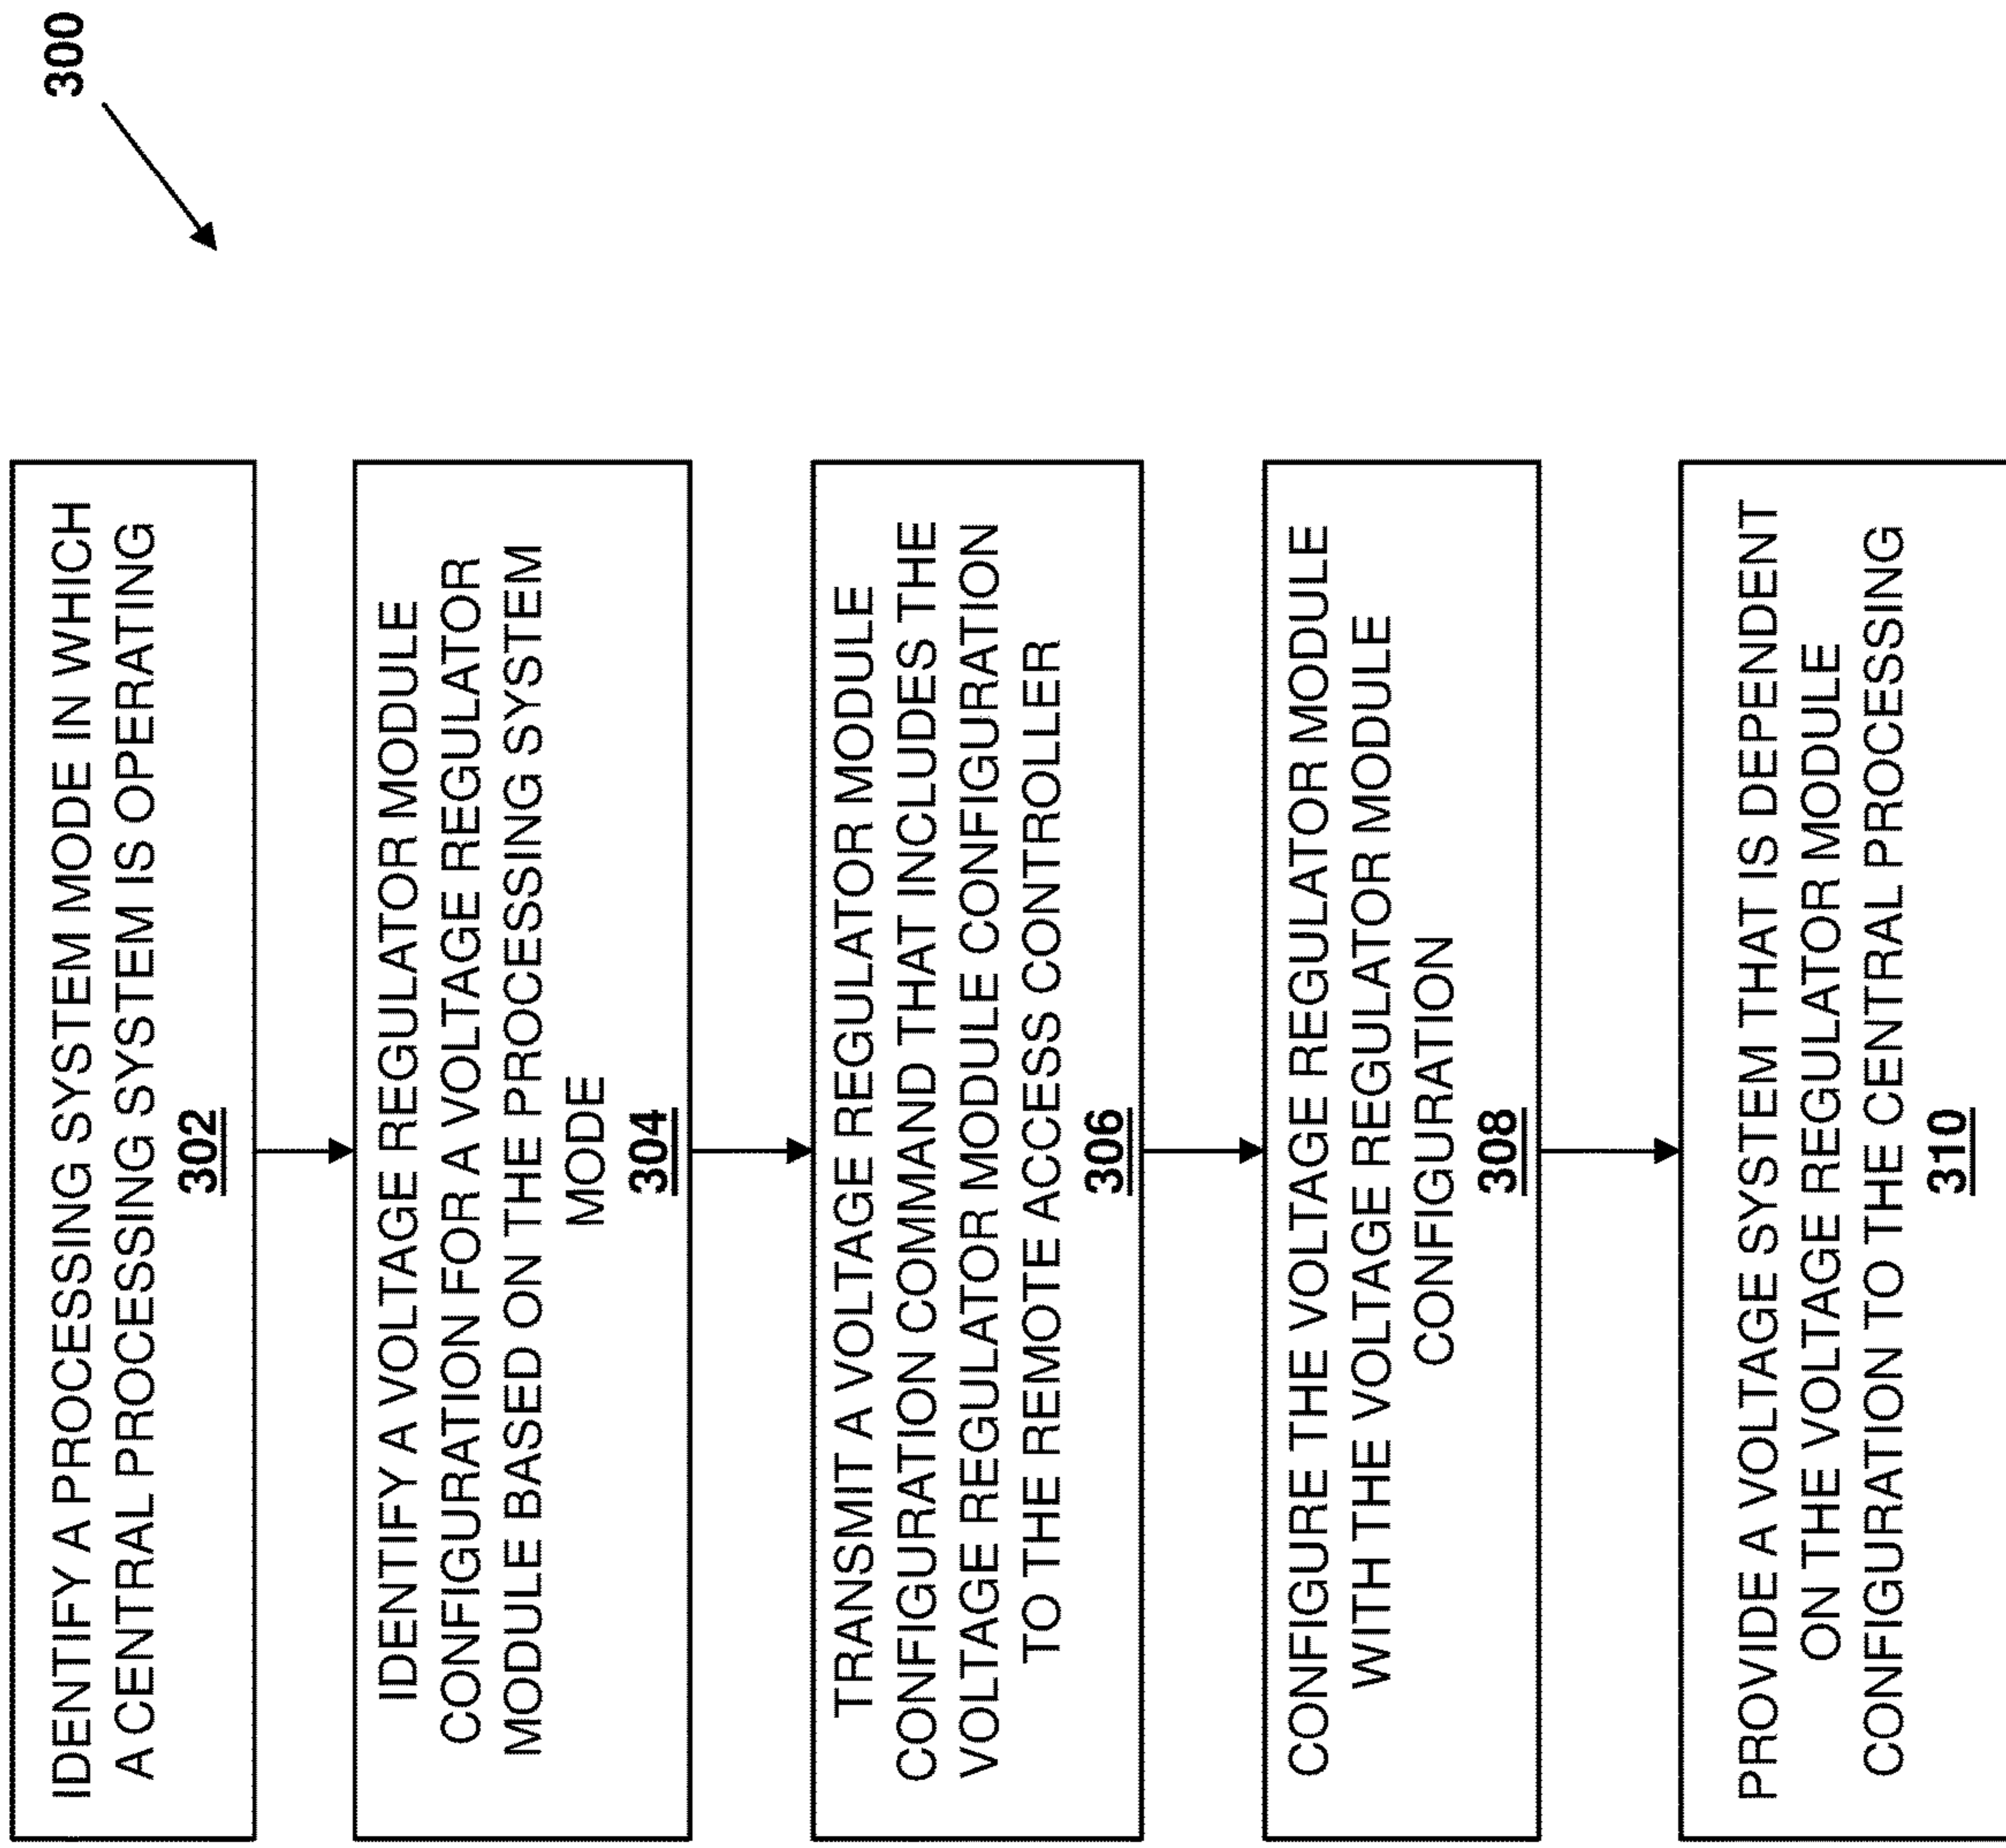 300
IDENTIFY A PROCESSING SYSTEM MODE IN WHICH
A CENTRAL PROCESSING SYSTEM IS OPERATING
302
IDENTIFY A VOLTAGE REGULATOR MODULE
CONFIGURATION FOR A VOLTAGE REGULATOR
MODULE BASED ON THE PROCESSING SYSTEM
MODE
304
TRANSMIT A VOLTAGE REGULATOR MODULE
CONFIGURATION COMMAND THAT INCLUDES THE
VOLTAGE REGULATOR MODULE CONFIGURATION
TO THE REMOTE ACCESS CONTROLLER
306
CONFIGURE THE VOLTAGE REGULATOR MODULE
WITH THE VOLTAGE REGULATOR MODULE
CONFIGURATION
308
PROVIDE A VOLTAGE SYSTEM THAT IS DEPENDENT
ON THE VOLTAGE REGULATOR MODULE
CONFIGURATION TO THE CENTRAL PROCESSING
310